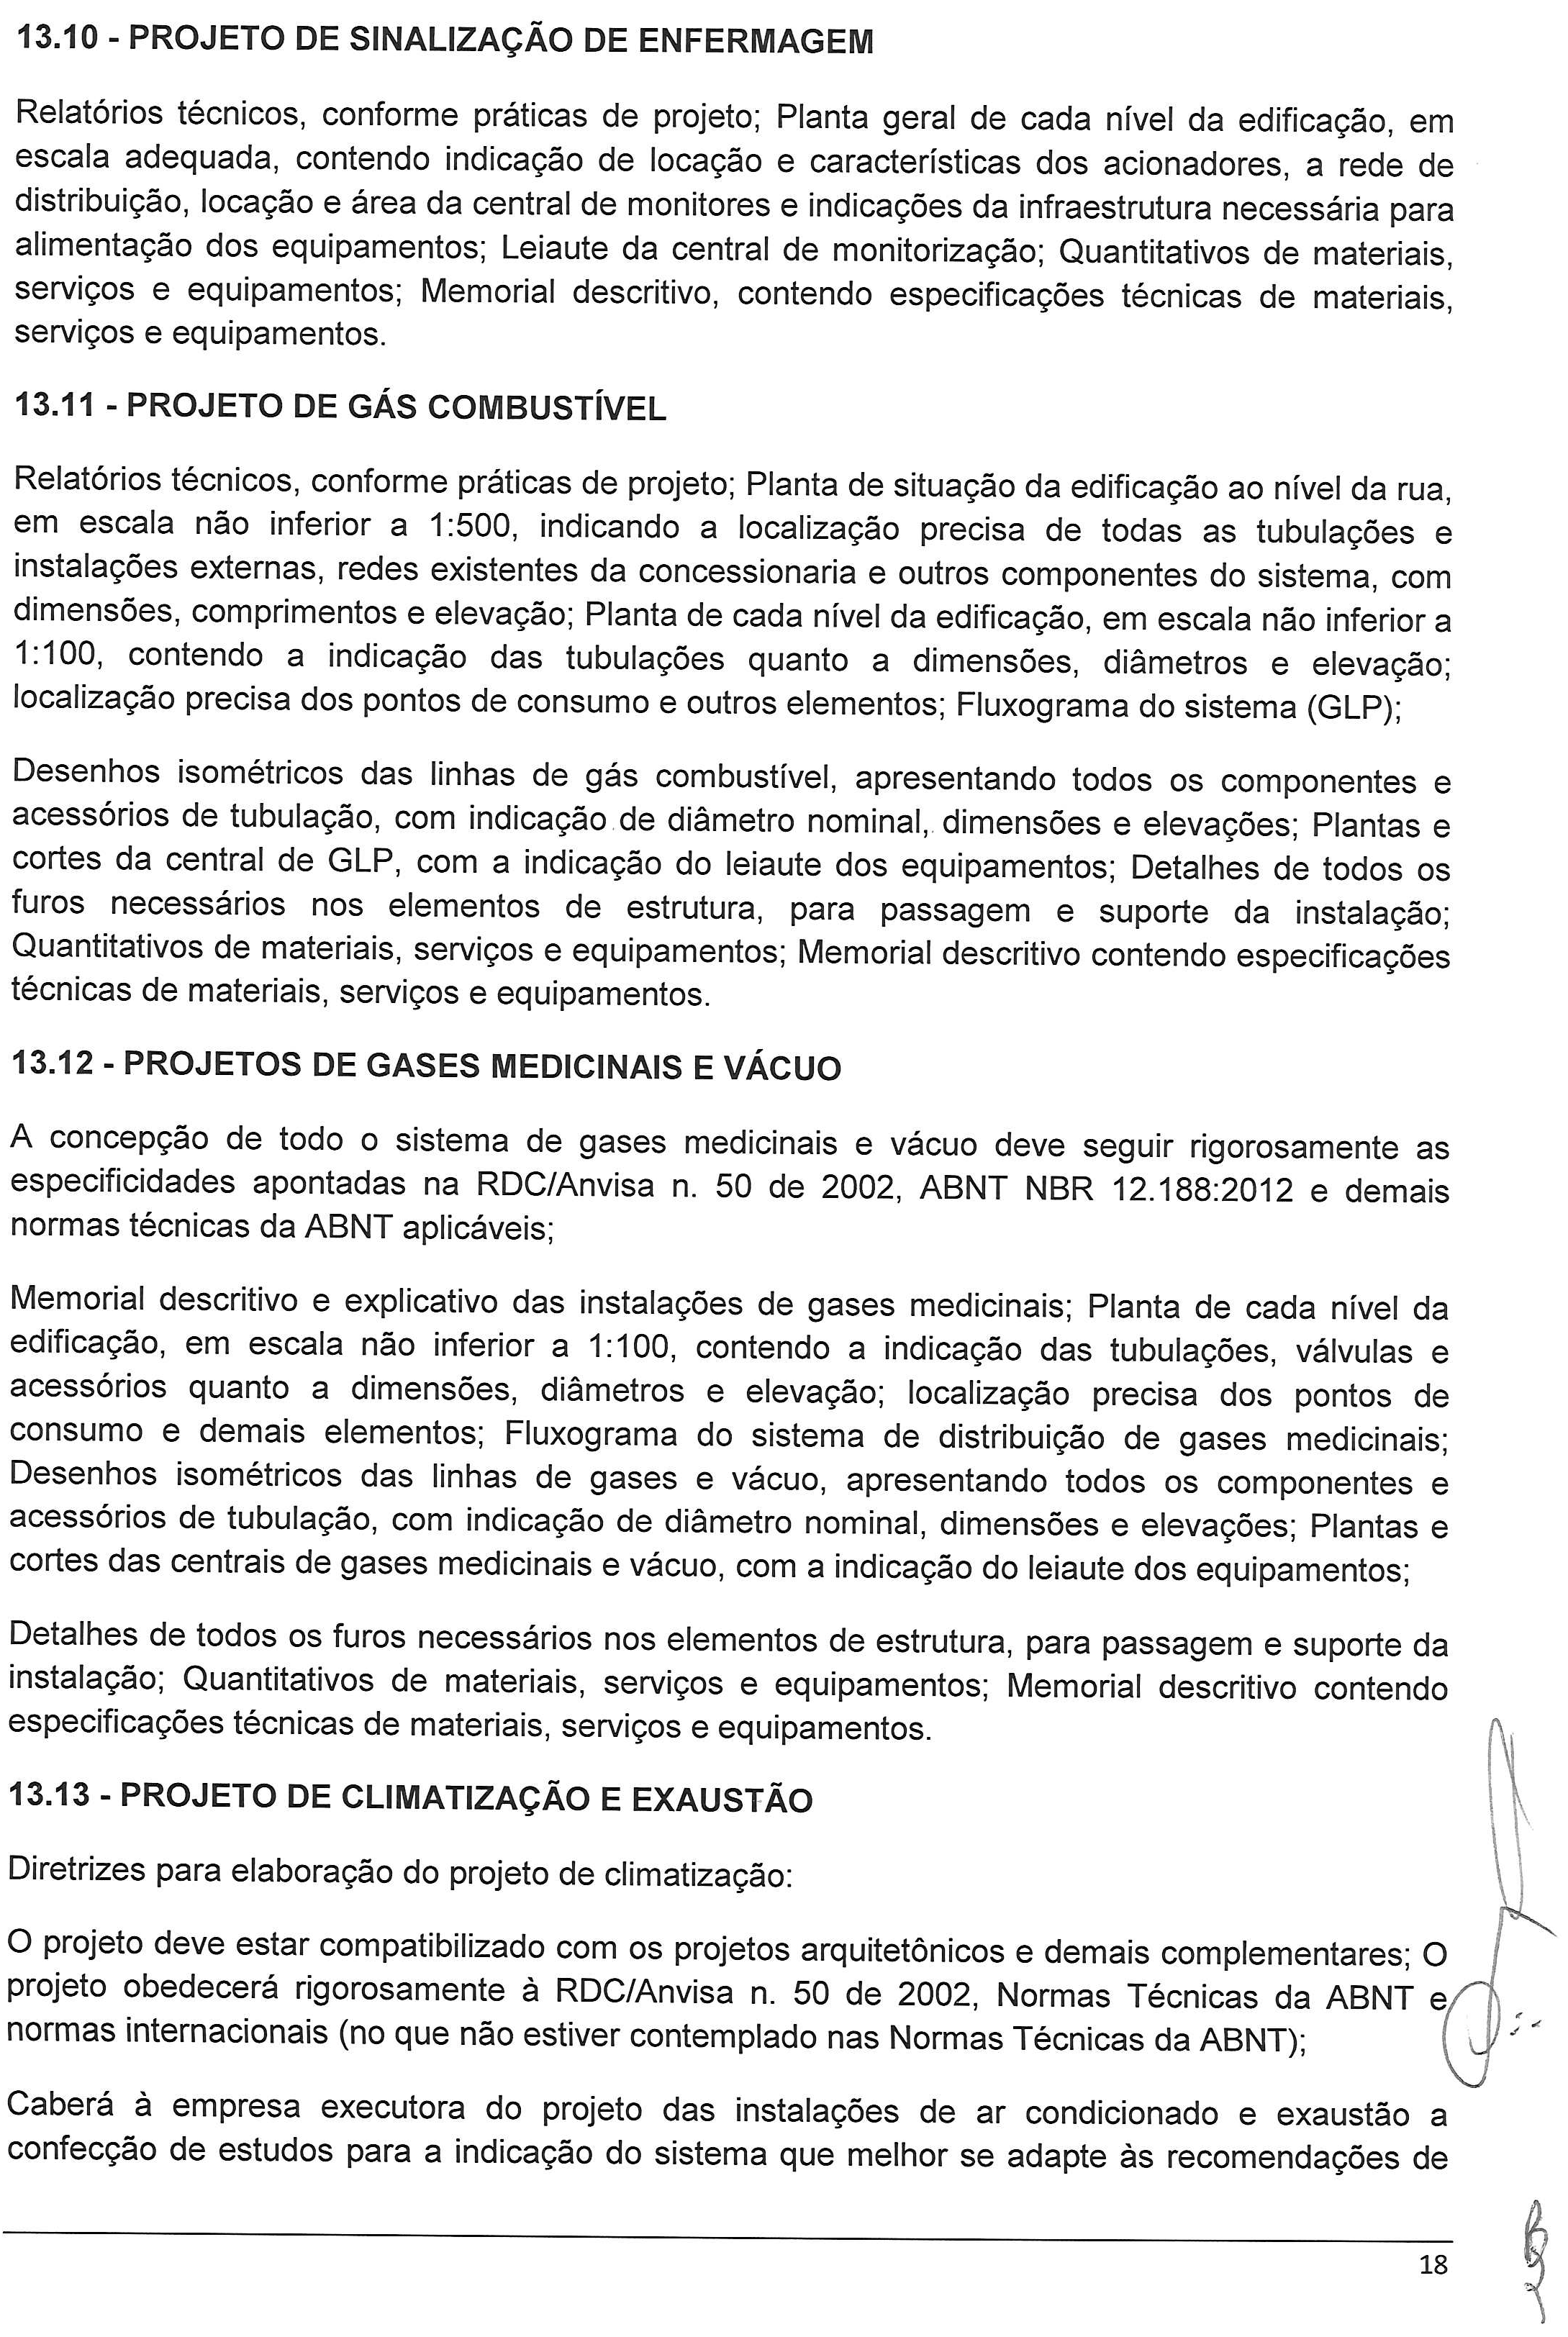 13.10 - PROJETO DE SINALIZAÇÃO DE ENFERMAGEM
Relatórios técnicos, conforme práticas de projeto; Planta geral de cada nível da edificação, em
escala adequada, contendo indicação de locação e características dos acionadores, a rede de
distribuição, locação e área da central de monitores e indicações da infraestrutura necessária para
alimentação dos equipamentos; Leiaute da central de monitorização; Quantitativos de materiais,
serviços e equipamentos; Memorial descritivo, contendo especificações técnicas de materiais,
serviços e equipamentos.
13.11 - PROJETO DE GÁS COMBUSTÍVEL
Relatórios técnicos, conforme práticas de projeto; Planta de situação da edificação ao nível da rua,
em escala não inferior a 1:500, indicando a localização precisa de todas as tubulações e
instalações externas, redes existentes da concessionaria e outros componentes do sistema, com
dimensões, comprimentos e elevação; Planta de cada nível da edificação, em escala não inferior a
1:100, contendo a indicação das tubulações quanto a dimensões, diâmetros e elevação;
localização precisa dos pontos de consumo e outros elementos; Fluxograma do sistema (GLP);
Desenhos isométricos das linhas de gás combustível, apresentando todos os componentes e
acessórios de tubulação, com indicação de diâmetro nominal, dimensões e elevações; Plantas e
cortes da central de GLP, com a indicação do leiaute dos equipamentos; Detalhes de todos os
furos necessários nos elementos de estrutura, para passagem e suporte da instalação;
Quantitativos de materiais, serviços e equipamentos; Memorial descritivo contendo especificações
técnicas de materiais, serviços e equipamentos.
13.12 - PROJETOS DE GASES MEDICINAIS E VÁCUO
A concepção de todo o sistema de gases medicinais e vácuo deve seguir rigorosamente as
especificidades apontadas na RDC/Anvisa n. 50 de 2002, ABNT NBR 12.188:2012 e demais
normas técnicas da ABNT aplicáveis;
Memorial descritivo e explicativo das instalações de gases medicinais; Planta de cada nível da
edificação, em escala não inferior a 1:100, contendo a indicação das tubulações, válvulas e
acessórios quanto a dimensões, diâmetros e elevação; localização precisa dos pontos de
consumo e demais elementos; Fluxograma do sistema de distribuição de gases medicinais;
Desenhos isométricos das linhas de gases e vácuo, apresentando todos os componentes e
acessórios de tubulação, com indicação de diâmetro nominal, dimensões e elevações; Plantas e
cortes das centrais de gases medicinais e vácuo, com a indicação do leiaute dos equipamentos;
Detalhes de todos os furos necessários nos elementos de estrutura, para passagem e suporte da
instalação; Quantitativos de materiais, serviços e equipamentos; Memorial descritivo contendo
especificações técnicas de materiais, serviços e equipamentos.
13.13 - PROJETO DE CLIMATIZAÇÃO E EXAUSTÃO
Diretrizes para elaboração do projeto de climatização:
O projeto deve estar compatibilizado com os projetos arquitetônicos e demais complementares; O
projeto obedecerá rigorosamente à RDC/Anvisa n. 50 de 2002, Normas Técnicas da ABNT e
normas internacionais (no que não estiver contemplado nas Normas Técnicas da ABNT);
Caberá à empresa executora do projeto das instalações de ar condicionado e exaustão a
confecção de estudos para a indicação do sistema que melhor se adapte às recomendações de
18